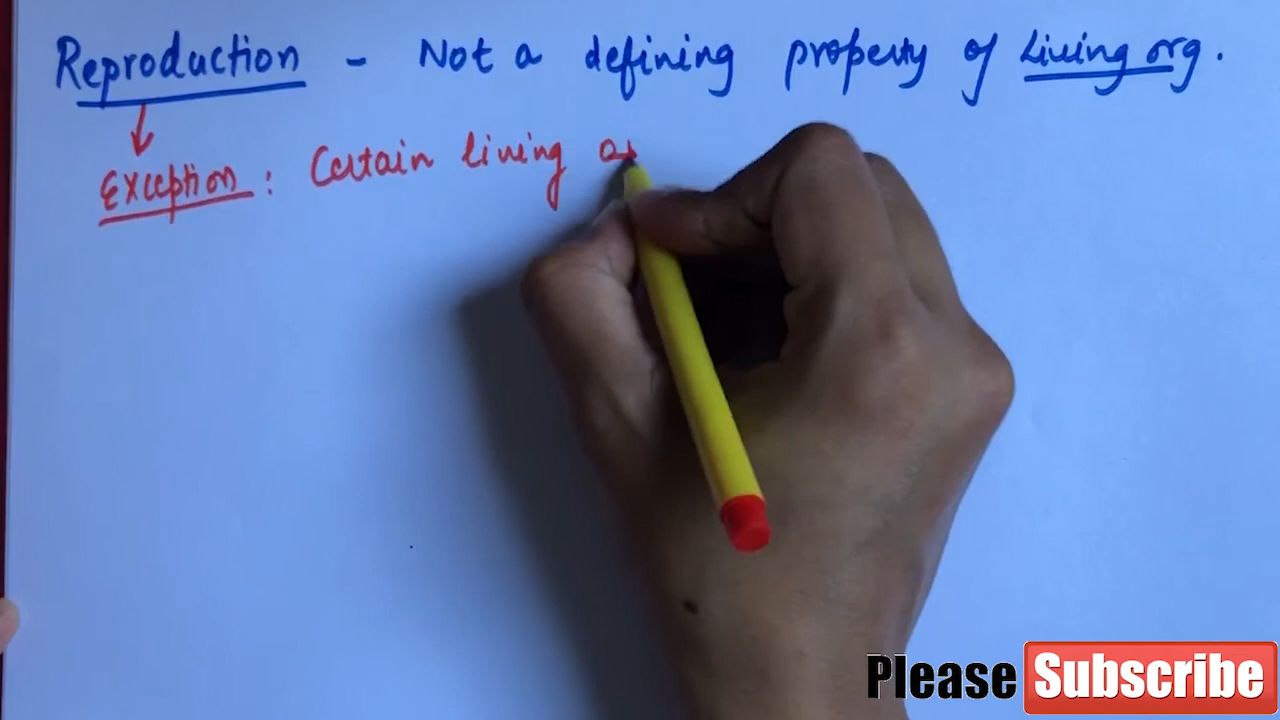 Reproduction - Not a defining property of Living org.
Exception : Certain living
Please Subscribe